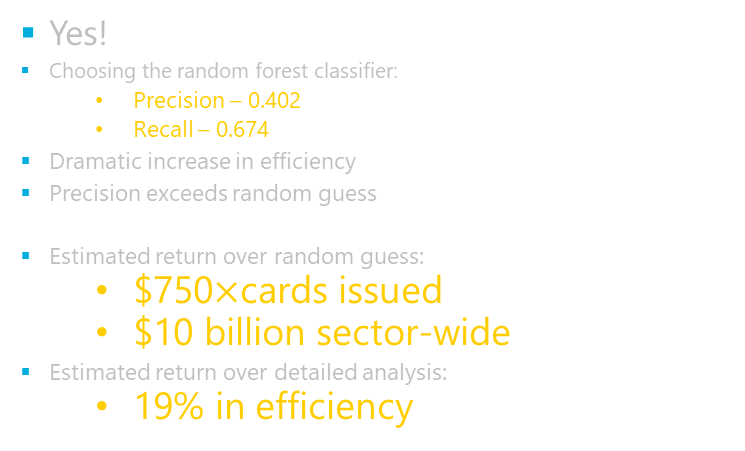 Yes!
Choosing the random forest classifier:
Precision – 0.402
Recall – 0.674
Dramatic increase in efficiency
Precision exceeds random guess
Estimated return over random guess:
$750×cards issued
$10 billion sector-wide
Estimated return over detailed analysis:
19% in efficiency